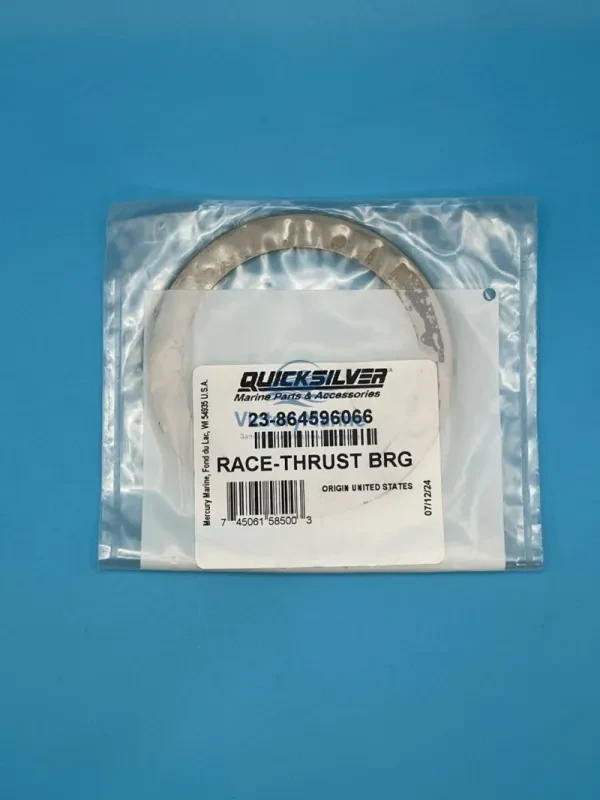 QUICKSILVER®
Marine Parts & Accessories
23-864596066
RACE-THRUST BRG
ORIGIN UNITED STATES
7 45061 58500 3
07/12/24
Mercury Marine, Fond du Lac, WI 54935 U.S.A.